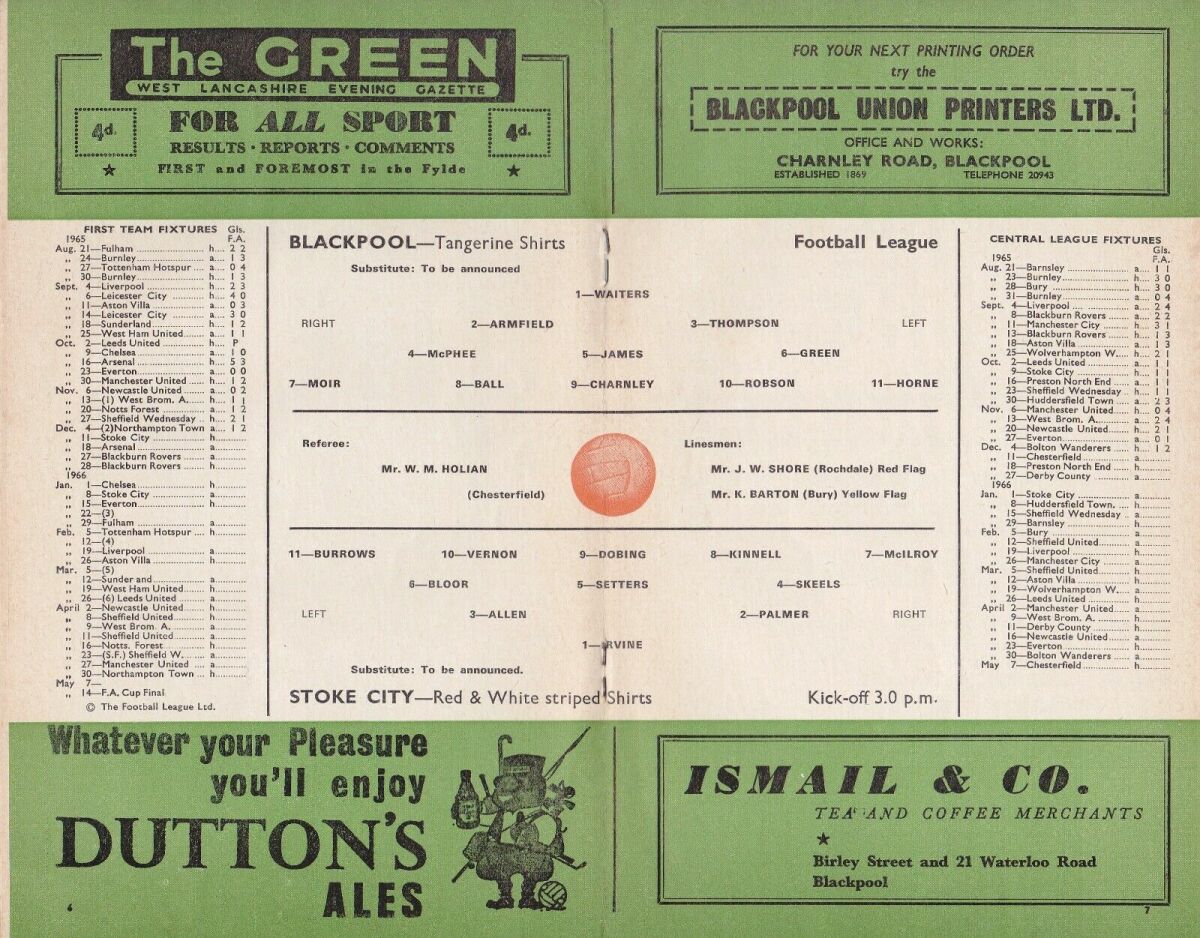 The GREEN
WEST LANCASHIRE EVENING GAZETTE
4d.
FOR ALL SPORT
4d.
RESULTS · REPORTS · COMMENTS
FIRST and FOREMOST in the Fylde
FOR YOUR NEXT PRINTING ORDER
try the
BLACKPOOL UNION PRINTERS LTD.
OFFICE AND WORKS:
CHARNLEY ROAD, BLACKPOOL
ESTABLISHED 1869 TELEPHONE 20943
FIRST TEAM FIXTURES Gls.
1965 F.A.
Aug. 21—Fulham h 2 2
„ 24—Burnley a 1 3
„ 27—Tottenham Hotspur a 0 4
„ 30—Burnley h 1 3
Sept. 4—Liverpool h 2 3
„ 6—Leicester City h 4 0
„ 11—Aston Villa a 0 3
„ 14—Leicester City a 3 0
„ 18—Sunderland h 1 2
„ 25—West Ham United a 1 1
Oct. 2—Leeds United h P
„ 9—Chelsea a 1 0
„ 16—Arsenal h 5 3
„ 23—Everton a 0 0
„ 30—Manchester United h 1 2
Nov. 6—Newcastle United a 0 2
„ 13—(1) West Brom. A. h 1 1
„ 20—Notts Forest a 1 2
„ 27—Sheffield Wednesday h 2 1
Dec. 4—(2)Northampton Town a 1 2
„ 11—Stoke City h
„ 18—Arsenal a
„ 27—Blackburn Rovers a
„ 28—Blackburn Rovers h
1966
Jan. 1—Chelsea h
„ 8—Stoke City a
„ 15—Everton h
„ 22—(3)
„ 29—Fulham a
Feb. 5—Tottenham Hotspur h
„ 12—(4)
„ 19—Liverpool a
„ 26—Aston Villa h
Mar. 5—(5)
„ 12—Sunder and a
„ 19—West Ham United h
„ 26—(6) Leeds United a
April 2—Newcastle United h
„ 8—Sheffield United h
„ 9—West Brom. A. a
„ 11—Sheffield United a
„ 16—Notts. Forest h
„ 23—(S.F.) Sheffield W. a
„ 27—Manchester United a
„ 30—Northampton Town h
May 7—
„ 14—F.A. Cup Final
© The Football League Ltd.
BLACKPOOL—Tangerine Shirts Football League
Substitute: To be announced
1—WAITERS
RIGHT 2—ARMFIELD 3—THOMPSON LEFT
4—McPHEE 5—JAMES 6—GREEN
7—MOIR 8—BALL 9—CHARNLEY 10—ROBSON 11—HORNE
Referee: Linesmen:
Mr. W. M. HOLIAN Mr. J. W. SHORE (Rochdale) Red Flag
(Chesterfield) Mr. K. BARTON (Bury) Yellow Flag
11—BURROWS 10—VERNON 9—DOBING 8—KINNELL 7—McILROY
6—BLOOR 5—SETTERS 4—SKEELS
LEFT 3—ALLEN 2—PALMER RIGHT
1—IRVINE
Substitute: To be announced.
STOKE CITY—Red & White striped Shirts Kick-off 3.0 p.m.
CENTRAL LEAGUE FIXTURES
Gls.
1965 F.A.
Aug. 21—Barnsley a 1 1
„ 23—Burnley h 3 0
„ 28—Bury h 3 0
„ 31—Burnley a 0 4
Sept. 4—Liverpool a 2 4
„ 8—Blackburn Rovers a 2 2
„ 11—Manchester City h 3 1
„ 13—Blackburn Rovers h 1 3
„ 18—Aston Villa a 1 3
„ 25—Wolverhampton W. h 2 1
Oct. 2—Leeds United a 1 1
„ 9—Stoke City h 1 1
„ 16—Preston North End a 1 1
„ 23—Sheffield Wednesday h 1 1
„ 30—Huddersfield Town a 2 3
Nov. 6—Manchester United h 0 4
„ 13—West Brom. A. a 2 4
„ 20—Newcastle United h 2 1
„ 27—Everton a 0 1
Dec. 4—Bolton Wanderers h 1 2
„ 11—Chesterfield a
„ 18—Preston North End h
„ 27—Derby County a
1966
Jan. 1—Stoke City a
„ 8—Huddersfield Town. h
„ 15—Sheffield Wednesday a
„ 29—Barnsley h
Feb. 5—Bury a
„ 12—Sheffield United a
„ 19—Liverpool h
„ 26—Manchester City a
Mar. 5—Sheffield United h
„ 12—Aston Villa h
„ 19—Wolverhampton W. a
„ 26—Leeds United h
April 2—Manchester United a
„ 9—West Brom. A. h
„ 11—Derby County h
„ 16—Newcastle United a
„ 23—Everton h
„ 30—Bolton Wanderers a
May 7—Chesterfield h
Whatever your Pleasure
you'll enjoy
DUTTON'S
ALES
6
ISMAIL & CO.
TEA AND COFFEE MERCHANTS
Birley Street and 21 Waterloo Road
Blackpool
7